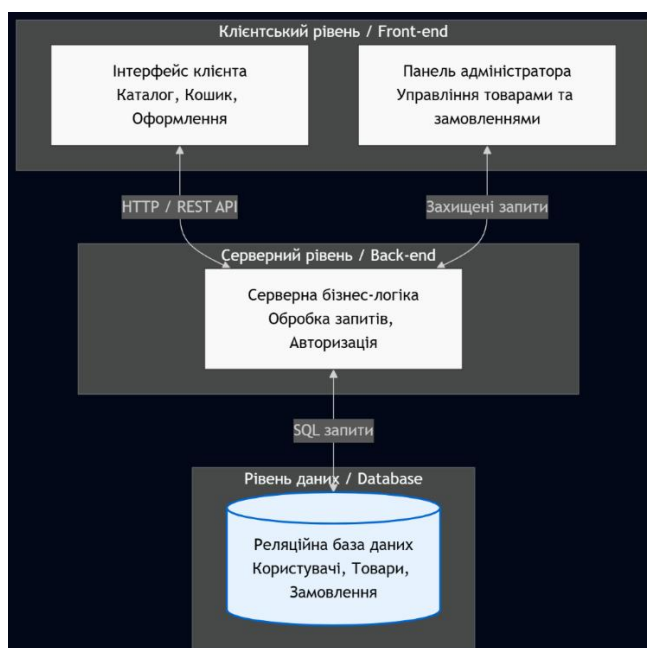 Клієнтський рівень / Front-end
Інтерфейс клієнта
Каталог, Кошик,
Оформлення
Панель адміністратора
Управління товарами та
замовленнями
HTTP / REST API
Захищені запити
Серверний рівень / Back-end
Серверна бізнес-логіка
Обробка запитів,
Авторизація
SQL запити
Рівень даних / Database
Реляційна база даних
Користувачі, Товари,
Замовлення